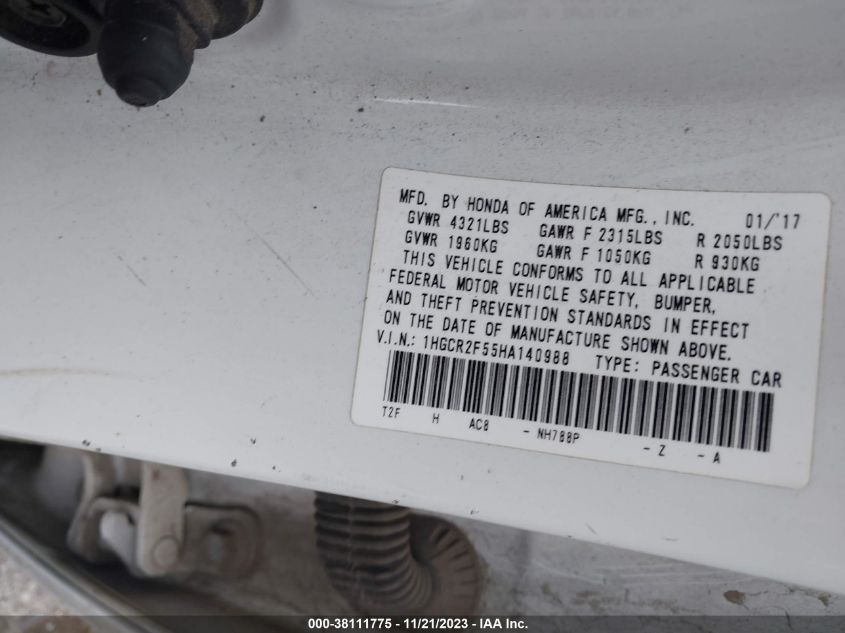 MFD. BY HONDA OF AMERICA MFG., INC. 01/'17
GVWR 4321LBS GAWR F 2315LBS R 2050LBS
GVWR 1960KG GAWR F 1050KG R 930KG
THIS VEHICLE CONFORMS TO ALL APPLICABLE
FEDERAL MOTOR VEHICLE SAFETY, BUMPER,
AND THEFT PREVENTION STANDARDS IN EFFECT
ON THE DATE OF MANUFACTURE SHOWN ABOVE.
V.I.N.: 1HGCR2F55HA140988 TYPE: PASSENGER CAR
T2F H AC8 - NH788P - Z - A
000-38111775 - 11/21/2023 - IAA Inc.